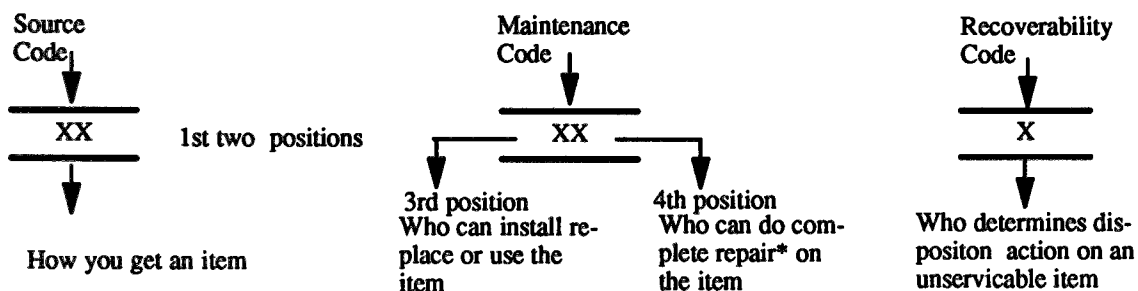 Source
Code
XX
1st two positions
How you get an item
Maintenance
Code
XX
3rd position
Who can install re-
place or use the
item
4th position
Who can do com-
plete repair* on
the item
Recoverability
Code
X
Who determines dis-
positon action on an
unservicable item